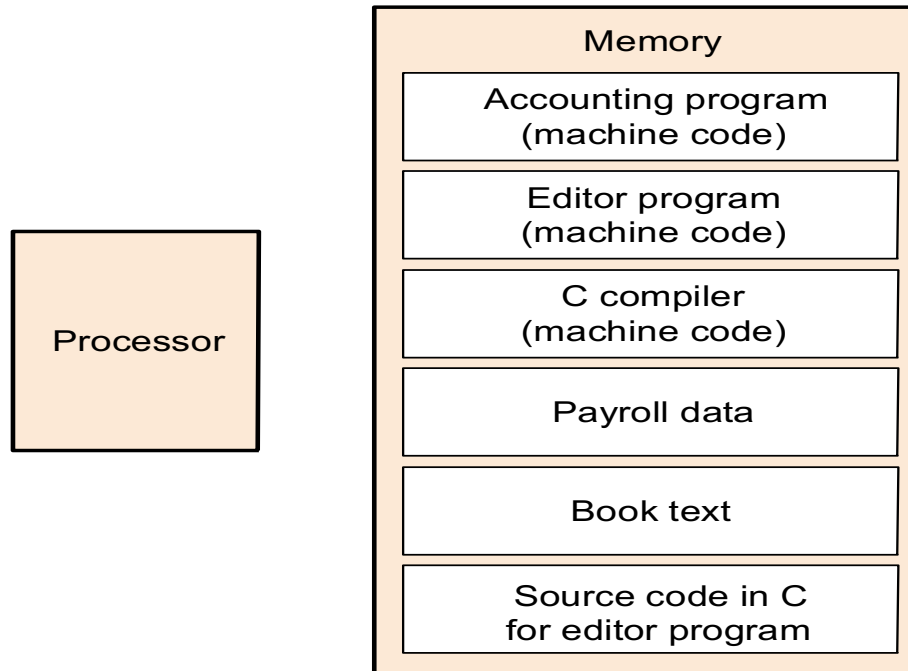 Memory
Accounting program
(machine code)
Editor program
(machine code)
C compiler
(machine code)
Processor
Payroll data
Book text
Source code in C
for editor program